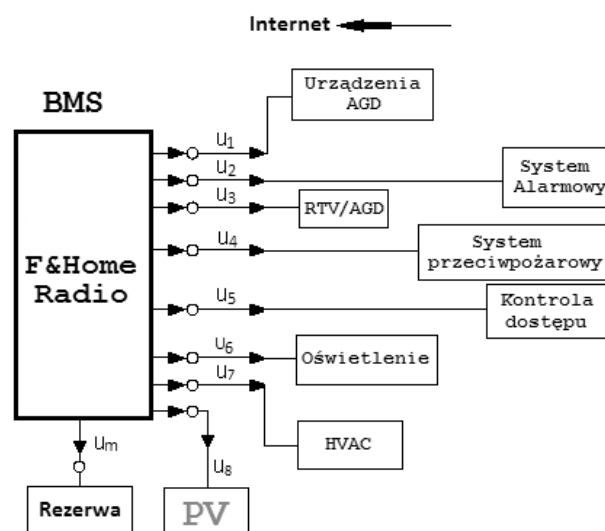 Internet
BMS
Urządzenia
AGD
u1
u2
System
Alarmowy
u3
RTV/AGD
F&Home
Radio
u4
System
przeciwpożarowy
u5
Kontrola
dostępu
u6
Oświetlenie
u7
HVAC
um
u8
Rezerwa
PV